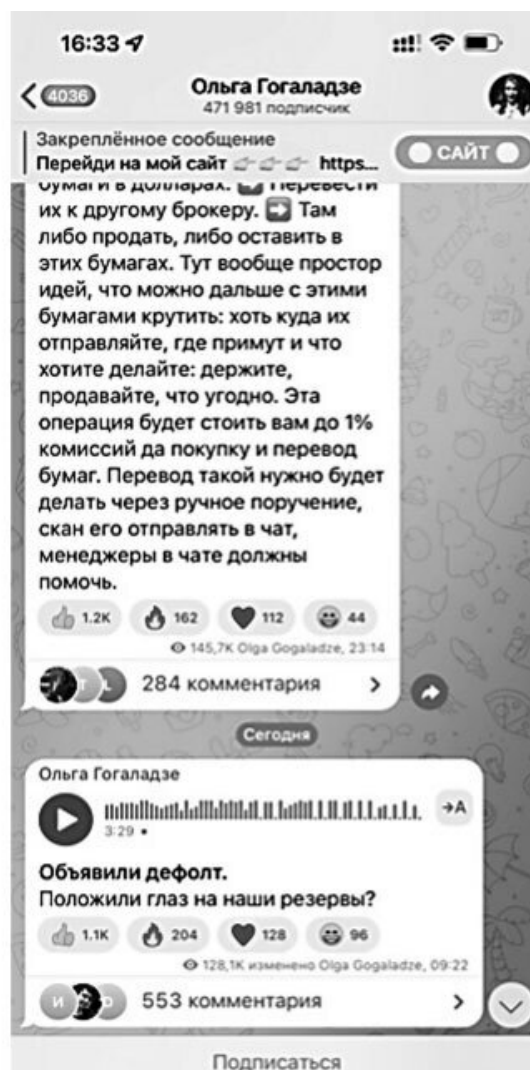 16:33
4036
Ольга Гогаладзе
471 981 подписчик
Закреплённое сообщение
Перейди на мой сайт https...
САЙТ
бумаги в долларах. Перевести
их к другому брокеру. Там
либо продать, либо оставить в
этих бумагах. Тут вообще простор
идей, что можно дальше с этими
бумагами крутить: хоть куда их
отправляйте, где примут и что
хотите делайте: держите,
продавайте, что угодно. Эта
операция будет стоить вам до 1%
комиссий да покупку и перевод
бумаг. Перевод такой нужно будет
делать через ручное поручение,
скан его отправлять в чат,
менеджеры в чате должны
помочь.
1.2K 162 112 44
145,7K Olga Gogaladze, 23:14
284 комментария
Сегодня
Ольга Гогаладзе
3:29
→A
Объявили дефолт.
Положили глаз на наши резервы?
1.1K 204 128 96
128,1K изменено Olga Gogaladze, 09:22
553 комментария
Подписаться